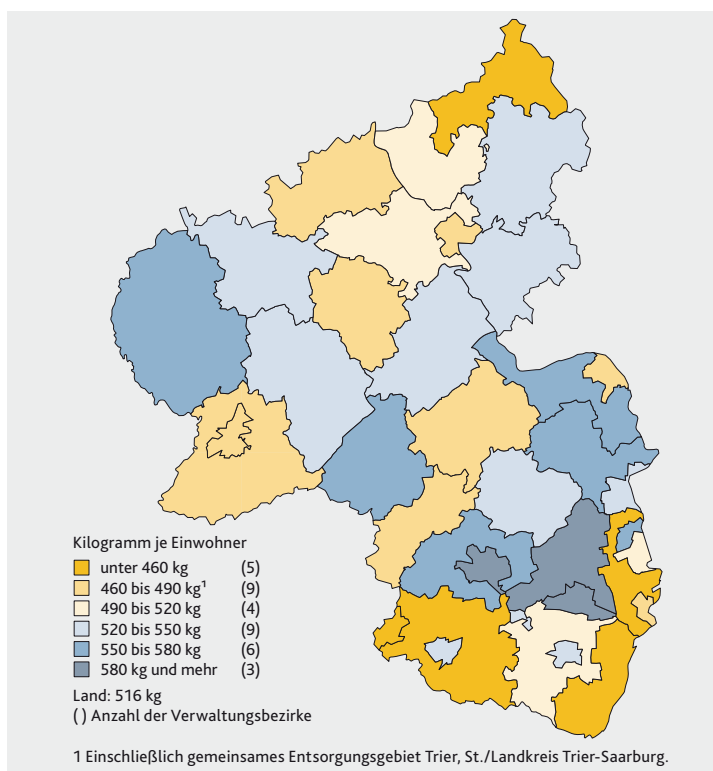 Kilogramm je Einwohner
unter 460 kg (5)
460 bis 490 kg¹ (9)
490 bis 520 kg (4)
520 bis 550 kg (9)
550 bis 580 kg (6)
580 kg und mehr (3)
Land: 516 kg
( ) Anzahl der Verwaltungsbezirke
1 Einschließlich gemeinsames Entsorgungsgebiet Trier, St./Landkreis Trier-Saarburg.